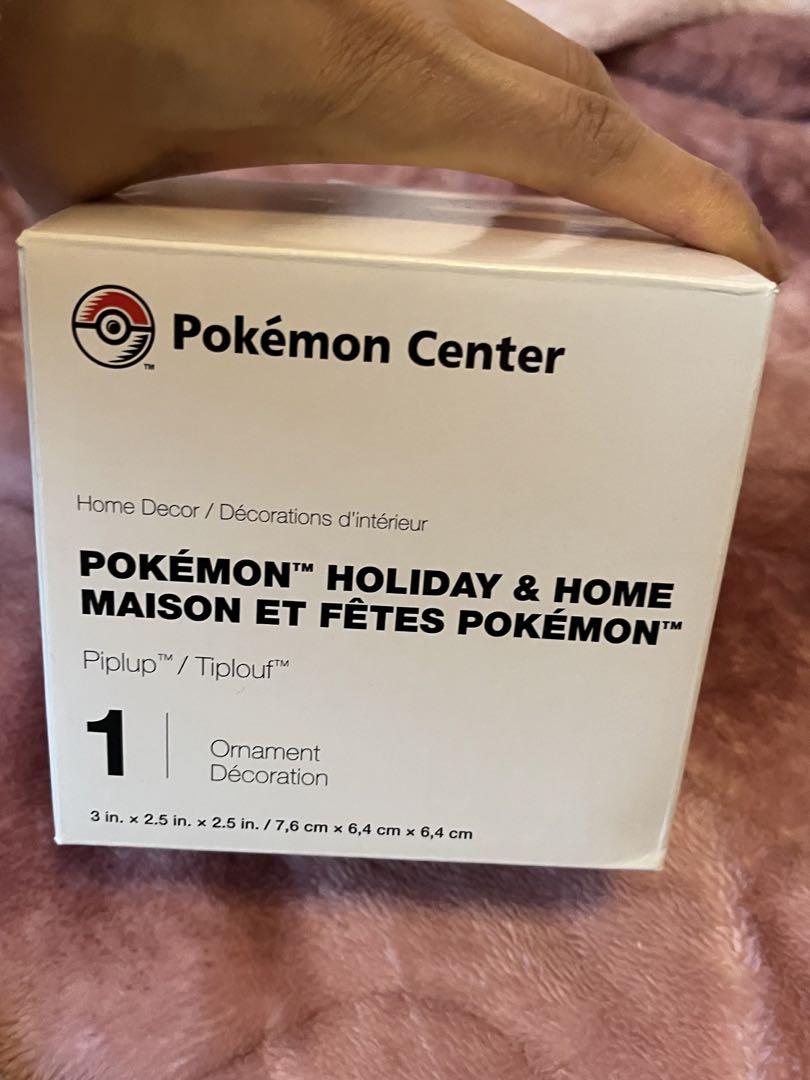 Pokémon Center
TM
Home Decor / Décorations d'intérieur
POKÉMON™ HOLIDAY & HOME
MAISON ET FÊTES POKÉMON™
Piplup™ / Tiplouf™
1
Ornament
Décoration
3 in. × 2.5 in. × 2.5 in. / 7,6 cm × 6,4 cm × 6,4 cm